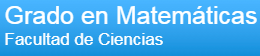 Grado en Matemáticas
Facultad de Ciencias